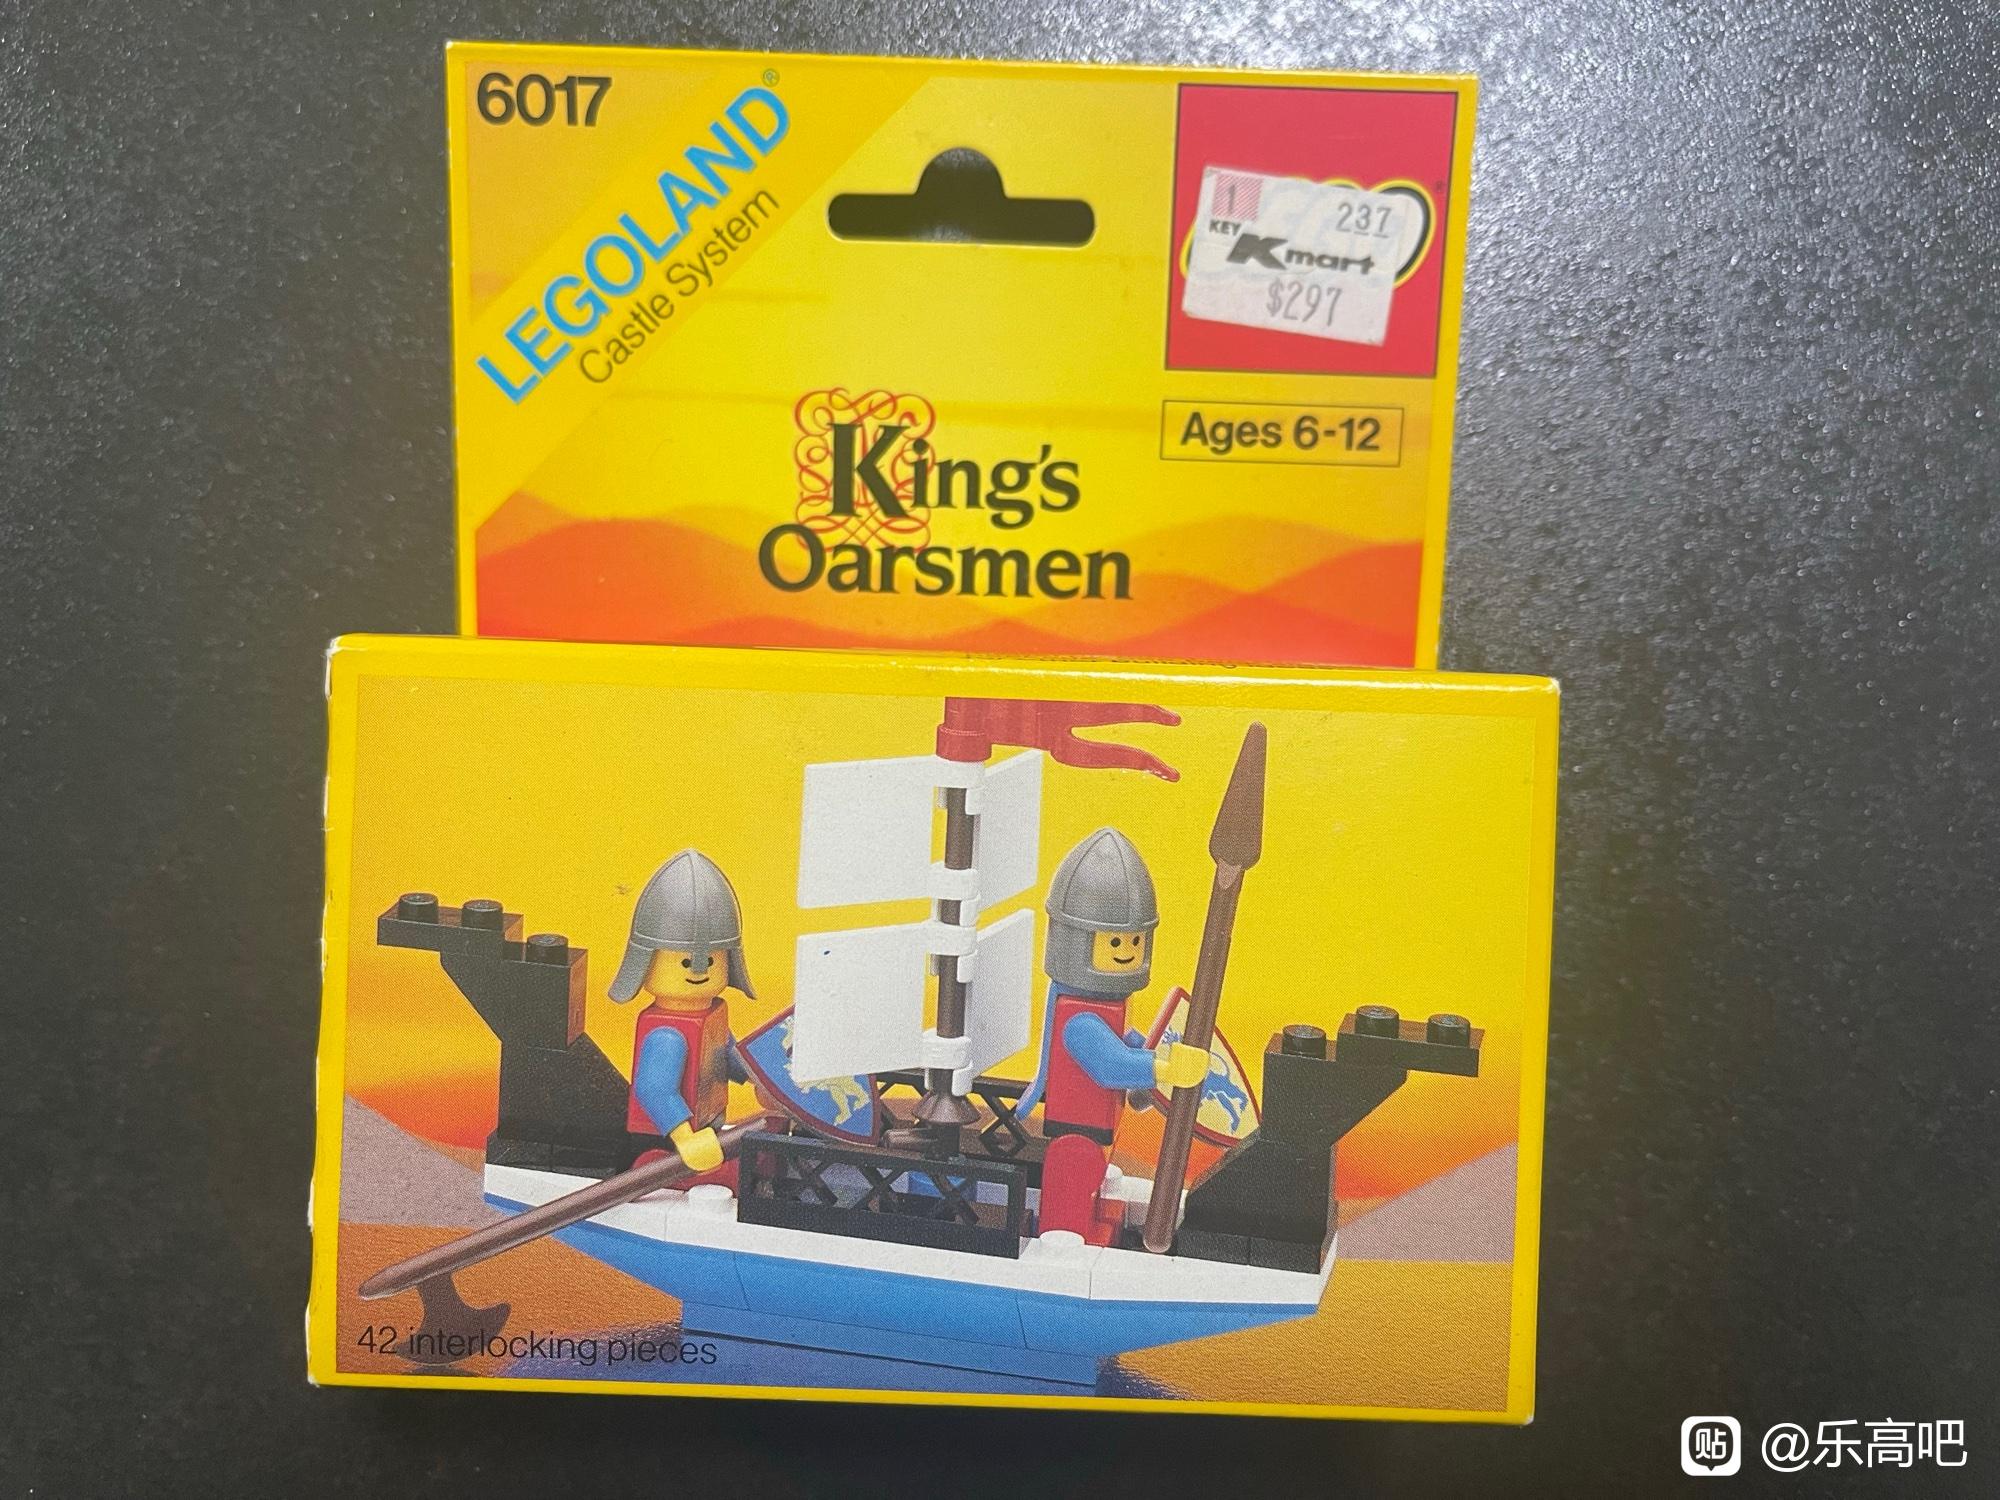 6017
LEGOLAND®
Castle System
1
237
KEY
Kmart
$297
Ages 6-12
King's
Oarsmen
42 interlocking pieces
贴 @乐高吧